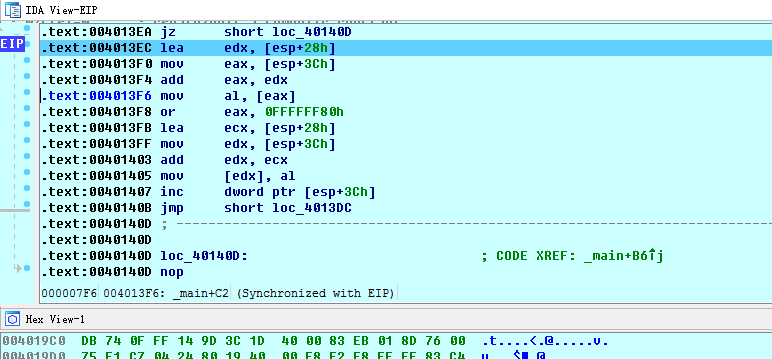 IDA View-EIP
.text:004013EA jz short loc_40140D
EIP .text:004013EC lea edx, [esp+28h]
.text:004013F0 mov eax, [esp+3Ch]
.text:004013F4 add eax, edx
.text:004013F6 mov al, [eax]
.text:004013F8 or eax, 0FFFFFF80h
.text:004013FB lea ecx, [esp+28h]
.text:004013FF mov edx, [esp+3Ch]
.text:00401403 add edx, ecx
.text:00401405 mov [edx], al
.text:00401407 inc dword ptr [esp+3Ch]
.text:0040140B jmp short loc_4013DC
.text:0040140D ; ---------------------------------------------------------------------------
.text:0040140D
.text:0040140D loc_40140D: ; CODE XREF: _main+B6↑j
.text:0040140D nop
000007F6 004013F6: _main+C2 (Synchronized with EIP)
Hex View-1
004019C0 DB 74 0F FF 14 9D 3C 1D 40 00 83 EB 01 8D 76 00 .t....<.@.....v.